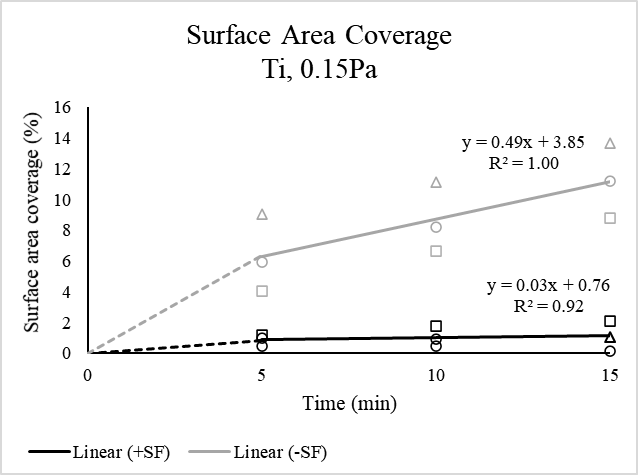 Surface Area Coverage
Ti, 0.15Pa
Surface area coverage (%)
16
14
12
10
8
6
4
2
0
y = 0.49x + 3.85
R² = 1.00
y = 0.03x + 0.76
R² = 0.92
0 5 10 15
Time (min)
Linear (+SF) Linear (-SF)